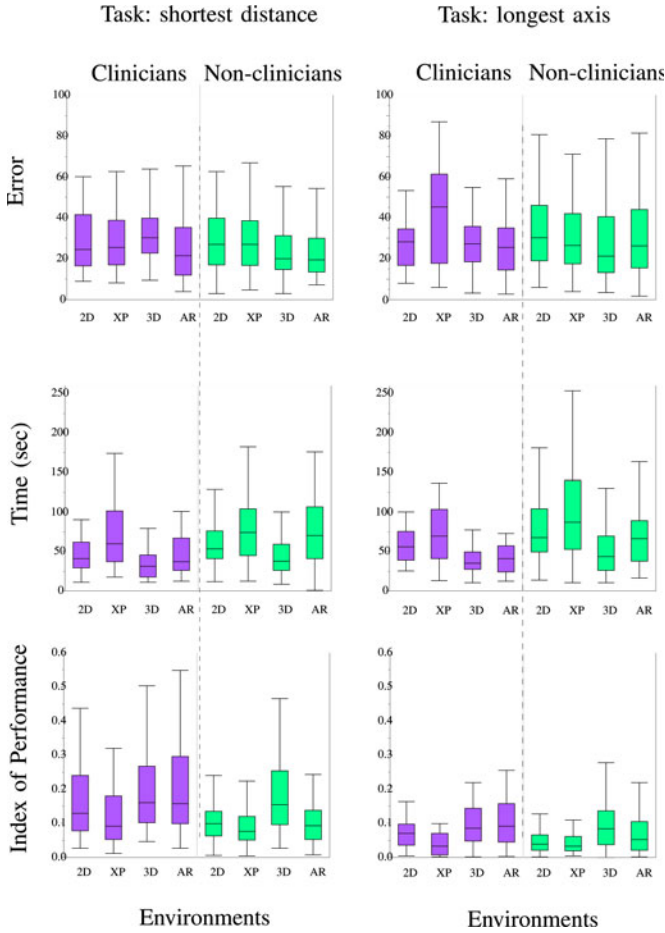 Task: shortest distance Task: longest axis
Clinicians Non-clinicians Clinicians Non-clinicians
Error
100 100
80 80
60 60
40 40
20 20
0 0
2D XP 3D AR 2D XP 3D AR 2D XP 3D AR 2D XP 3D AR
Time (sec)
250 250
200 200
150 150
100 100
50 50
0 0
2D XP 3D AR 2D XP 3D AR 2D XP 3D AR 2D XP 3D AR
Index of Performance
0.6 0.6
0.5 0.5
0.4 0.4
0.3 0.3
0.2 0.2
0.1 0.1
0.0 0.0
2D XP 3D AR 2D XP 3D AR 2D XP 3D AR 2D XP 3D AR
Environments Environments